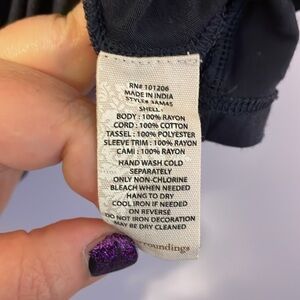 RN# 101206
MADE IN INDIA
SHELL:
BODY : 100% RAYON
CORD : 100% COTTON
TASSEL : 100% POLYESTER
SLEEVE TRIM : 100% RAYON
CAMI : 100% RAYON
HAND WASH COLD
SEPARATELY
ONLY NON-CHLORINE
BLEACH WHEN NEEDED
HANG TO DRY
COOL IRON IF NEEDED
ON REVERSE
DO NOT IRON DECORATION
MAY BE DRY CLEANED